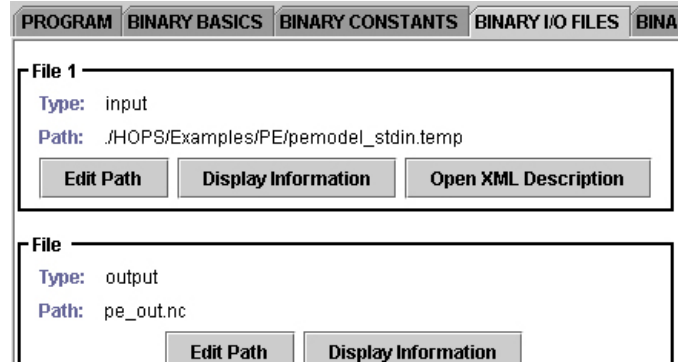 PROGRAM BINARY BASICS BINARY CONSTANTS BINARY I/O FILES BINA
File 1
Type: input
Path: ./HOPS/Examples/PE/pemodel_stdin.temp
Edit Path Display Information Open XML Description
File
Type: output
Path: pe_out.nc
Edit Path Display Information